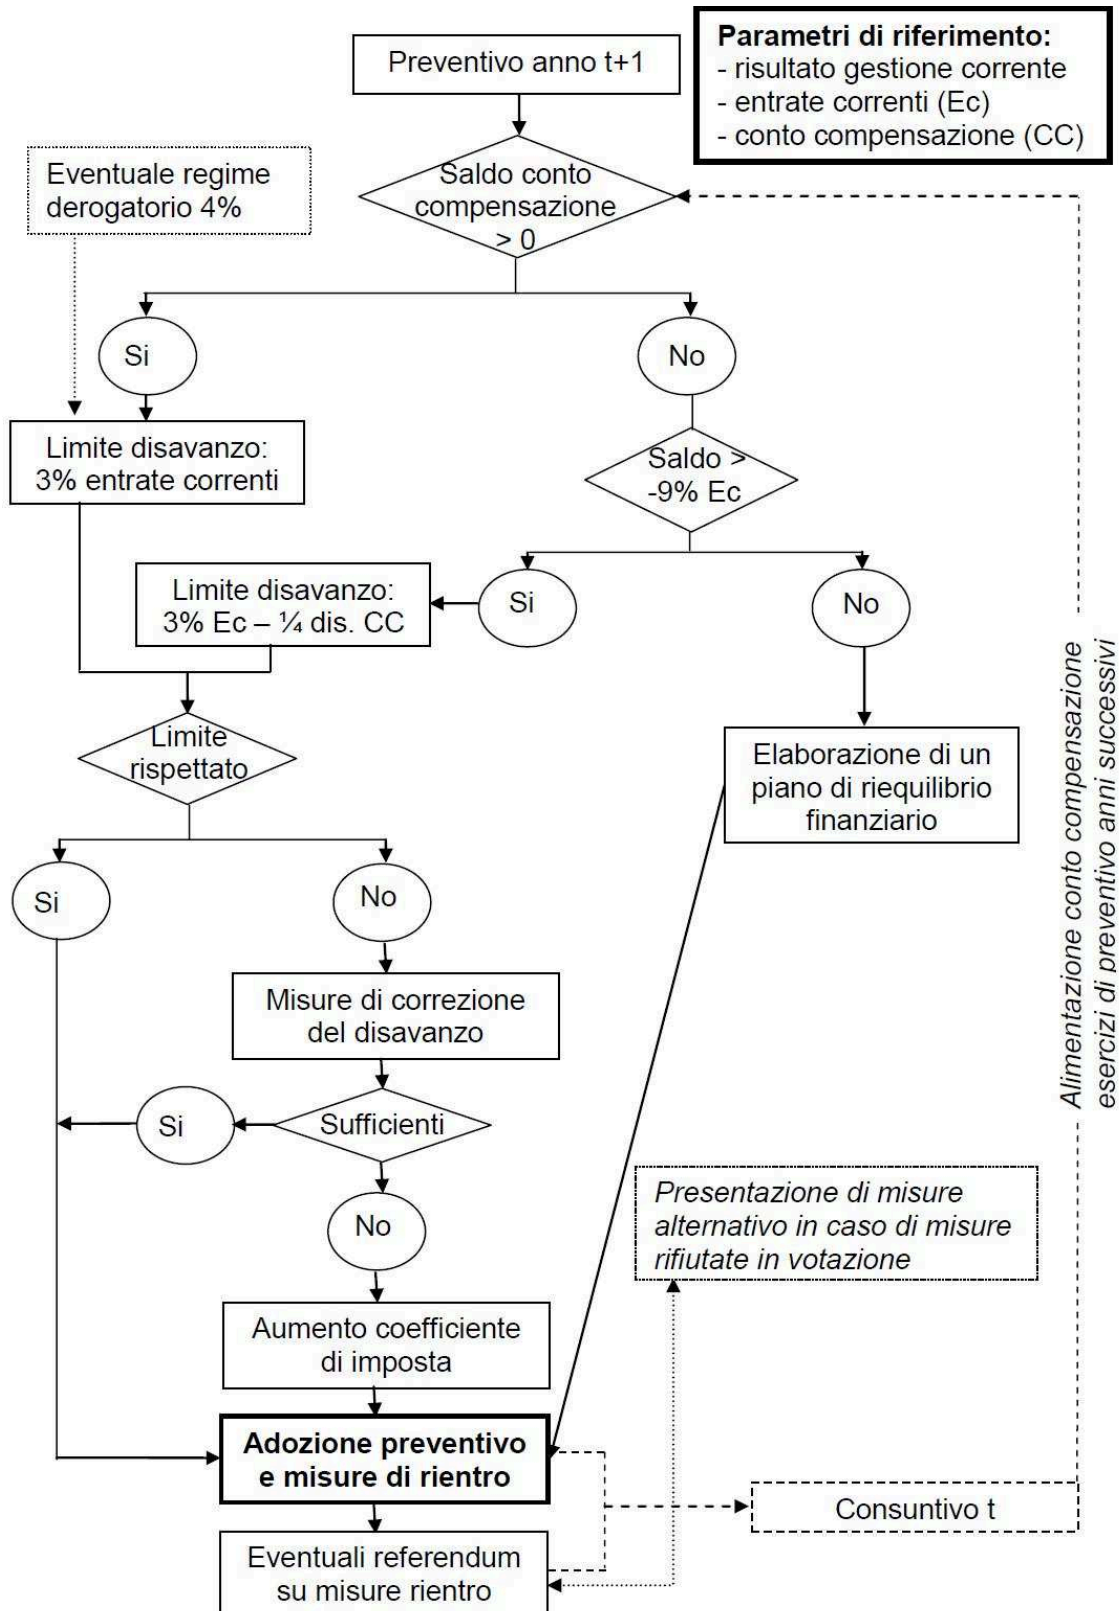 Preventivo anno t+1
Parametri di riferimento:
- risultato gestione corrente
- entrate correnti (Ec)
- conto compensazione (CC)
Eventuale regime
derogatorio 4%
Saldo conto
compensazione
> 0
Si
No
Limite disavanzo:
3% entrate correnti
Saldo >
-9% Ec
Limite disavanzo:
3% Ec – ¼ dis. CC
Si
No
Limite
rispettato
Elaborazione di un
piano di riequilibrio
finanziario
Alimentazione conto compensazione
esercizi di preventivo anni successivi
Si
No
Misure di correzione
del disavanzo
Si
Sufficienti
No
Presentazione di misure
alternativo in caso di misure
rifiutate in votazione
Aumento coefficiente
di imposta
Adozione preventivo
e misure di rientro
Consuntivo t
Eventuali referendum
su misure rientro